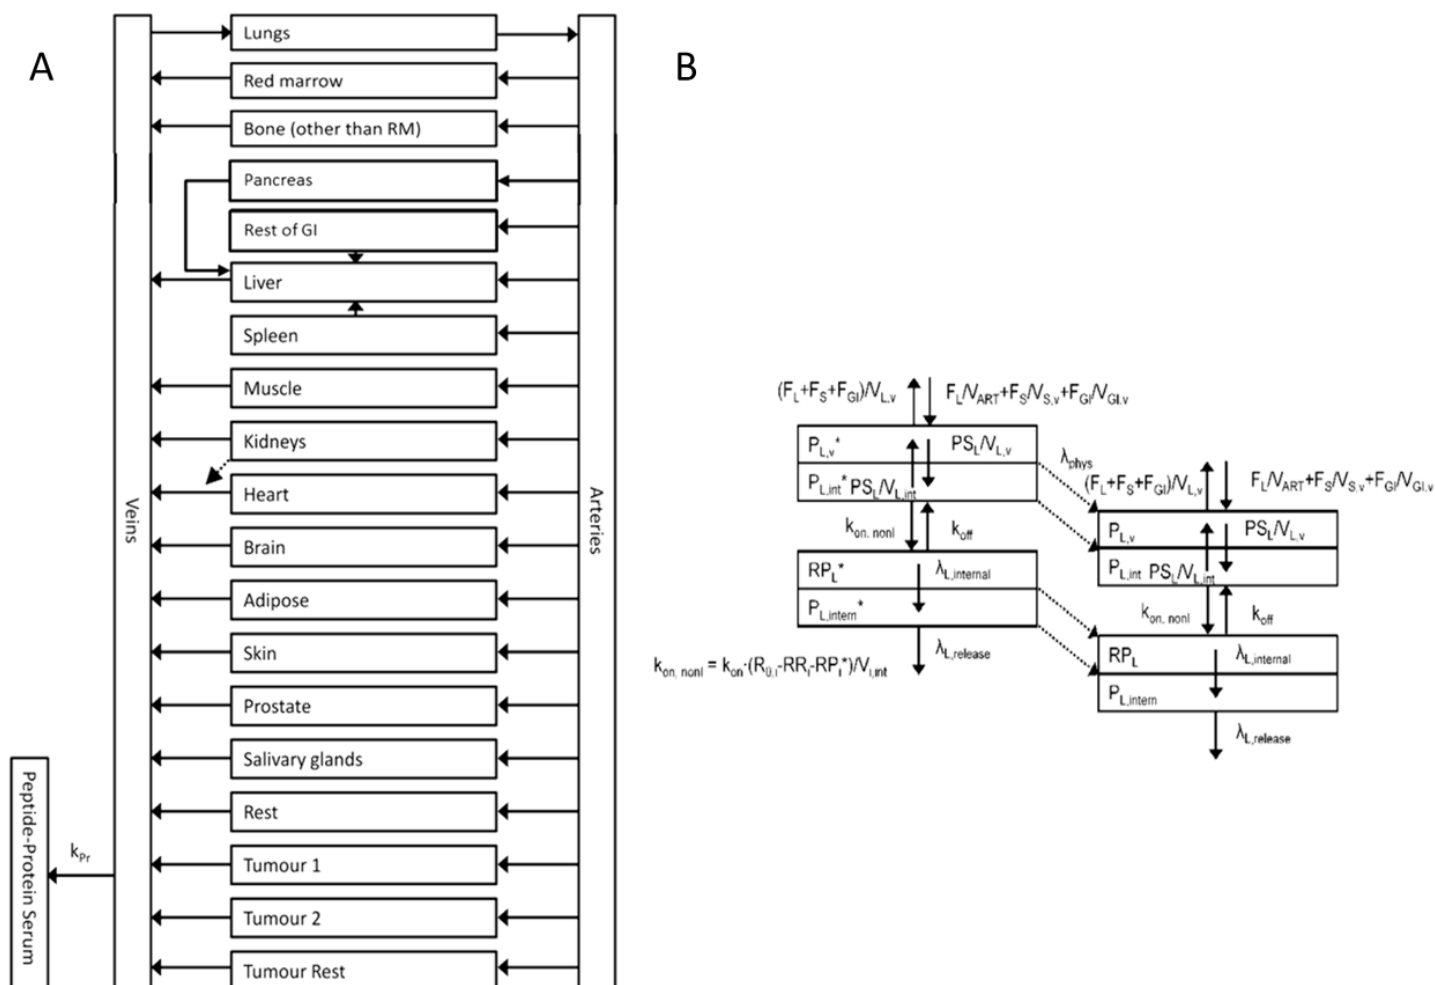 A
Lungs
Red marrow
Bone (other than RM)
Pancreas
Rest of GI
Liver
Spleen
Muscle
Kidneys
Heart
Brain
Adipose
Skin
Prostate
Salivary glands
Rest
Tumour 1
Tumour 2
Tumour Rest
Veins
Arteries
Peptide-Protein Serum
kPr
B
(FL+FS+FGI)/VL,v
FL/VART+FS/VS,v+FGI/VGI,v
PL,v*
PSL/VL,v
PL,int* PSL/VL,int
kon, nonl
koff
RPL*
λL,internal
PL,intern*
λL,release
kon, nonl = kon·(R0,i-RRi-RPi*)/Vi,int
λphys
(FL+FS+FGI)/VL,v
FL/VART+FS/VS,v+FGI/VGI,v
PL,v
PSL/VL,v
PL,int PSL/VL,int
kon, nonl
koff
RPL
λL,internal
PL,intern
λL,release